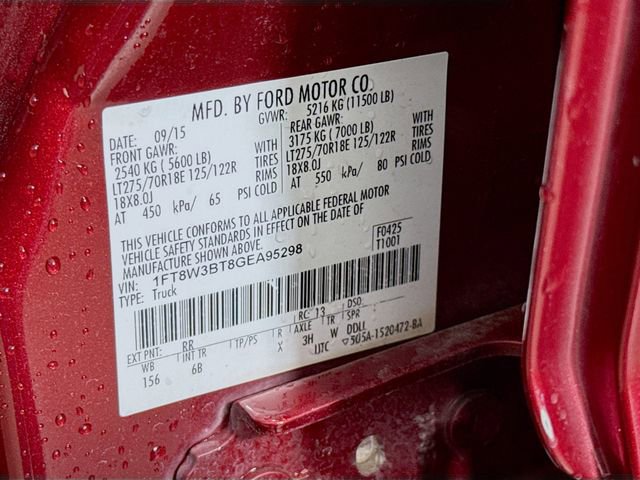 MFD. BY FORD MOTOR CO.
DATE: 09/15 GVWR: 5216 KG (11500 LB)
FRONT GAWR: REAR GAWR: WITH
2540 KG ( 5600 LB) WITH 3175 KG ( 7000 LB) TIRES
LT275/70R18E 125/122R TIRES LT275/70R18E 125/122R RIMS
18X8.0J RIMS 18X8.0J
AT 450 kPa/ 65 PSI COLD AT 550 kPa/ 80 PSI COLD
THIS VEHICLE CONFORMS TO ALL APPLICABLE FEDERAL MOTOR
VEHICLE SAFETY STANDARDS IN EFFECT ON THE DATE OF
MANUFACTURE SHOWN ABOVE.
F0425
T1001
VIN: 1FT8W3BT8GEA95298
TYPE: Truck
EXT PNT: RR RC: 13 DSO:
WB INT TR TP/PS R AXLE TR SPR
156 6B X 3H W DDLL
UTC 5U5A-1520472-BA